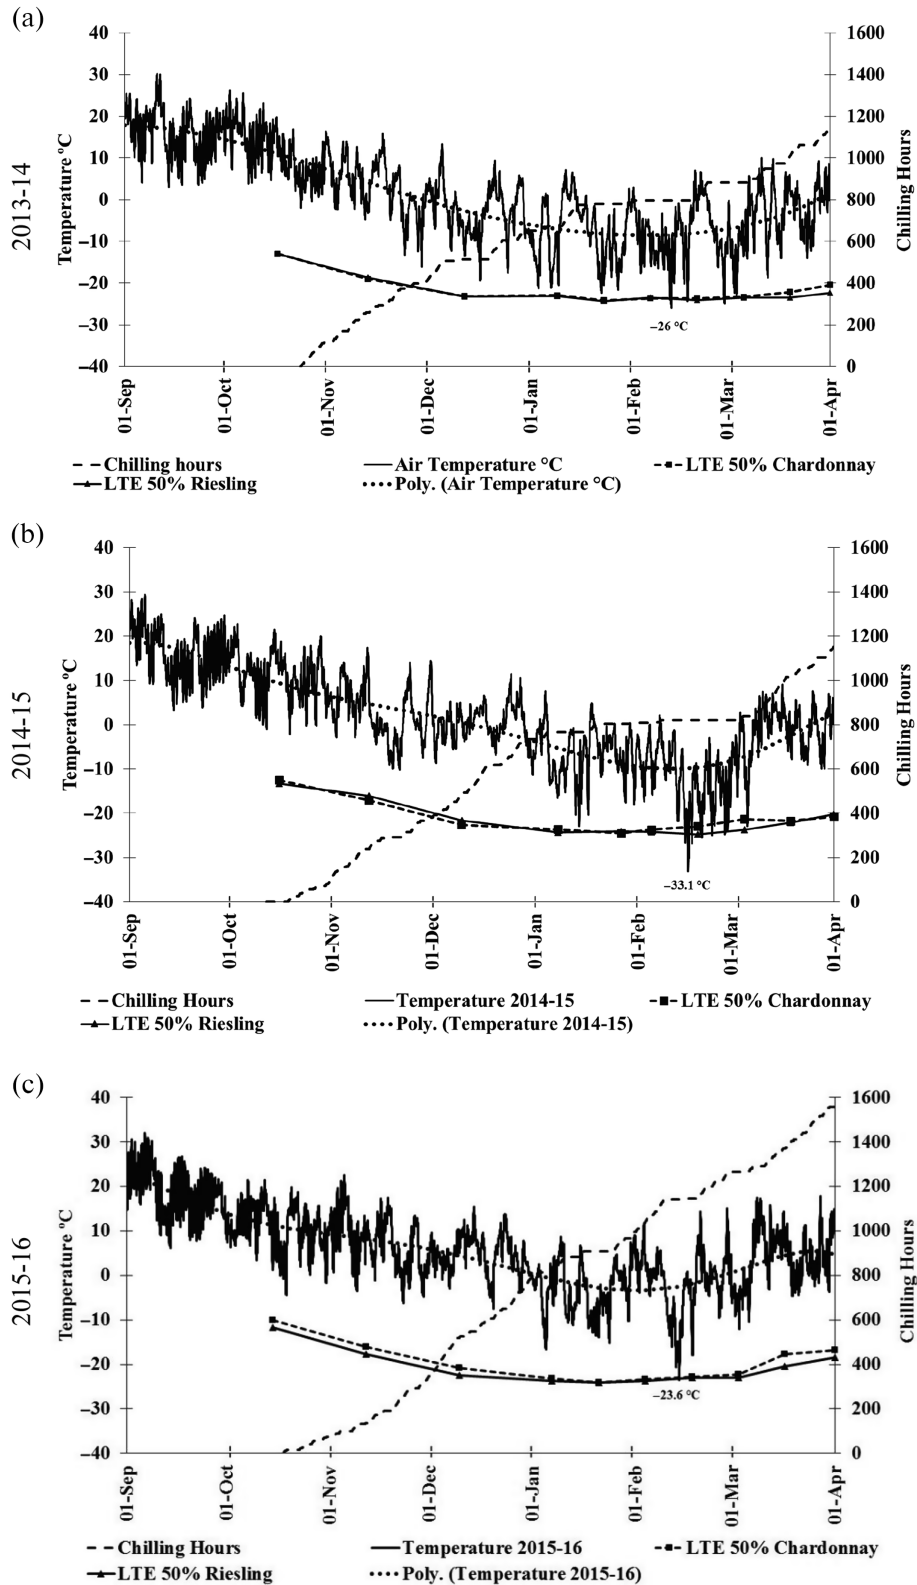 (a)
2013-14
Temperature °C
40
30
20
10
0
–10
–20
–30
–40
1600
1400
1200
1000
800
600
400
200
0
Chilling Hours
–26 °C
01-Sep
01-Oct
01-Nov
01-Dec
01-Jan
01-Feb
01-Mar
01-Apr
Chilling hours
Air Temperature °C
LTE 50% Chardonnay
LTE 50% Riesling
Poly. (Air Temperature °C)
(b)
2014-15
Temperature °C
40
30
20
10
0
–10
–20
–30
–40
1600
1400
1200
1000
800
600
400
200
0
Chilling Hours
–33.1 °C
01-Sep
01-Oct
01-Nov
01-Dec
01-Jan
01-Feb
01-Mar
01-Apr
Chilling Hours
Temperature 2014-15
LTE 50% Chardonnay
LTE 50% Riesling
Poly. (Temperature 2014-15)
(c)
2015-16
Temperature °C
40
30
20
10
0
–10
–20
–30
–40
1600
1400
1200
1000
800
600
400
200
0
Chilling Hours
–23.6 °C
01-Sep
01-Oct
01-Nov
01-Dec
01-Jan
01-Feb
01-Mar
01-Apr
Chilling Hours
Temperature 2015-16
LTE 50% Chardonnay
LTE 50% Riesling
Poly. (Temperature 2015-16)